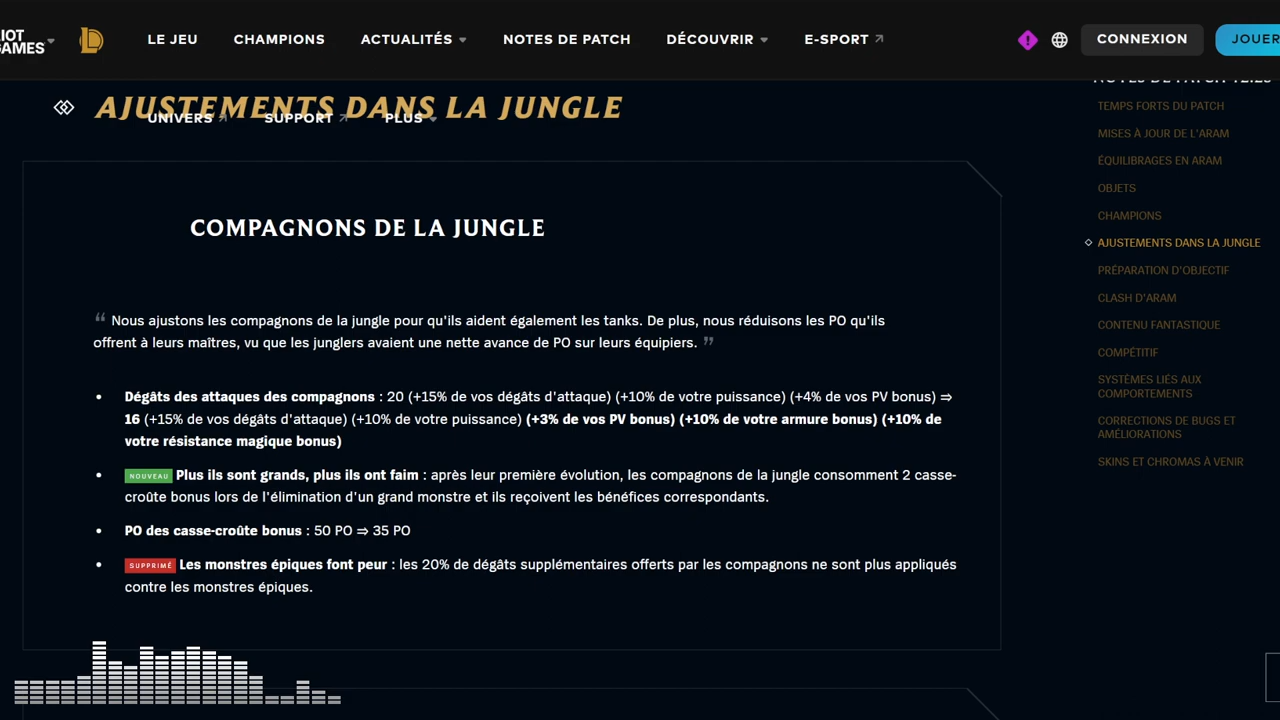 RIOT GAMES
LE JEU
CHAMPIONS
ACTUALITÉS
NOTES DE PATCH
DÉCOUVRIR
E-SPORT
CONNEXION
JOUER
UNIVERS
SUPPORT
PLUS
AJUSTEMENTS DANS LA JUNGLE
COMPAGNONS DE LA JUNGLE
“ Nous ajustons les compagnons de la jungle pour qu'ils aident également les tanks. De plus, nous réduisons les PO qu'ils
offrent à leurs maîtres, vu que les junglers avaient une nette avance de PO sur leurs équipiers. ”
• Dégâts des attaques des compagnons : 20 (+15% de vos dégâts d'attaque) (+10% de votre puissance) (+4% de vos PV bonus) ⇒
16 (+15% de vos dégâts d'attaque) (+10% de votre puissance) (+3% de vos PV bonus) (+10% de votre armure bonus) (+10% de
votre résistance magique bonus)
• NOUVEAU Plus ils sont grands, plus ils ont faim : après leur première évolution, les compagnons de la jungle consomment 2 casse-
croûte bonus lors de l'élimination d'un grand monstre et ils reçoivent les bénéfices correspondants.
• PO des casse-croûte bonus : 50 PO ⇒ 35 PO
• SUPPRIMÉ Les monstres épiques font peur : les 20% de dégâts supplémentaires offerts par les compagnons ne sont plus appliqués
contre les monstres épiques.
NOTES DE PATCH 12.23
TEMPS FORTS DU PATCH
MISES À JOUR DE L'ARAM
ÉQUILIBRAGES EN ARAM
OBJETS
CHAMPIONS
AJUSTEMENTS DANS LA JUNGLE
PRÉPARATION D'OBJECTIF
CLASH D'ARAM
CONTENU FANTASTIQUE
COMPÉTITIF
SYSTÈMES LIÉS AUX
COMPORTEMENTS
CORRECTIONS DE BUGS ET
AMÉLIORATIONS
SKINS ET CHROMAS À VENIR